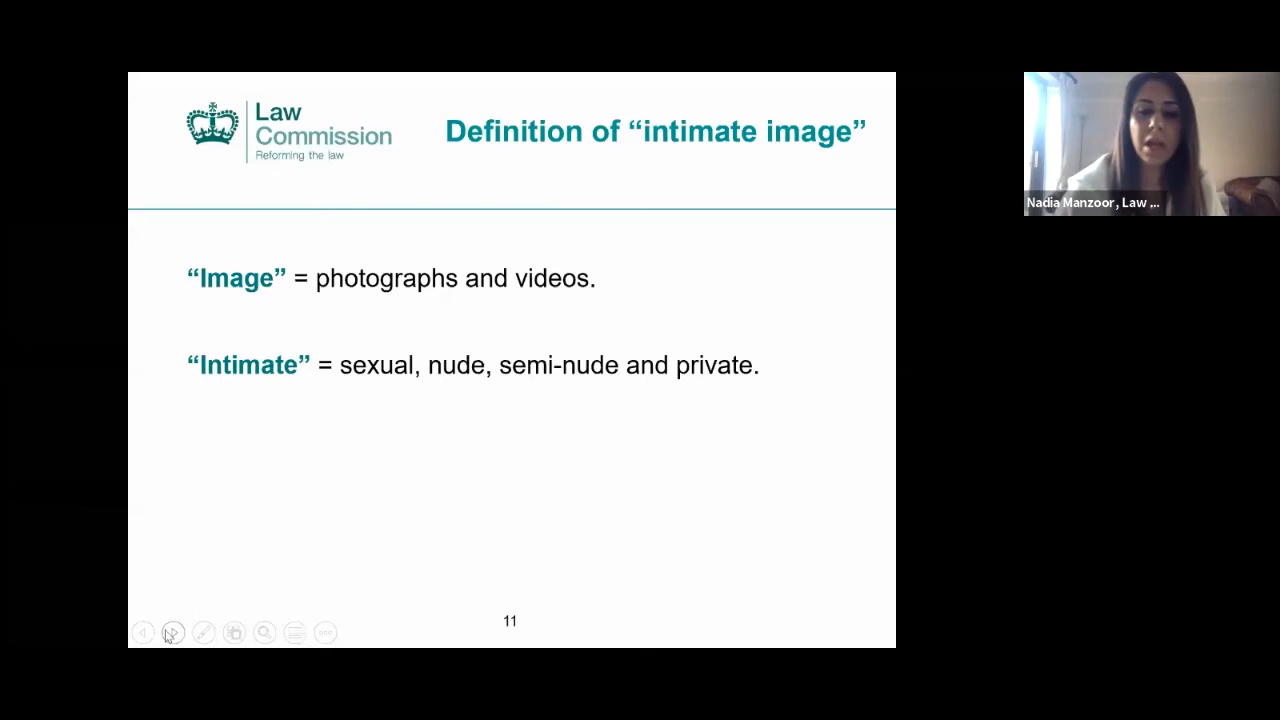 Law
Commission
Reforming the law
Definition of “intimate image”
“Image” = photographs and videos.
“Intimate” = sexual, nude, semi-nude and private.
11
Nadia Manzoor, Law ...